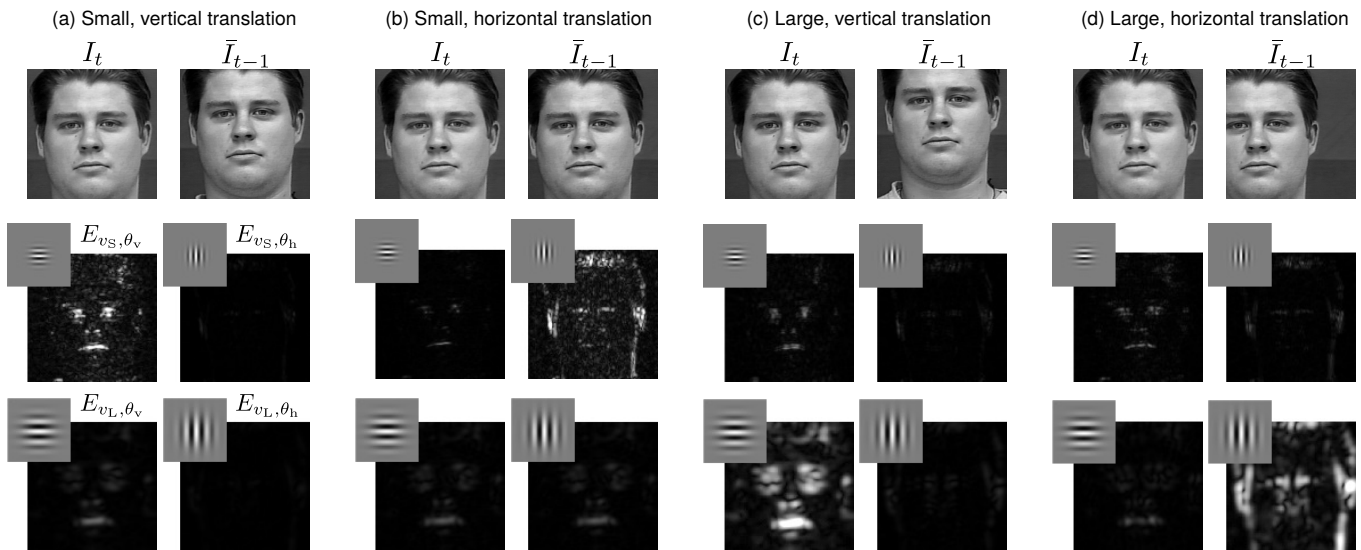 (a) Small, vertical translation
(b) Small, horizontal translation
(c) Large, vertical translation
(d) Large, horizontal translation
I_t
Ī_{t−1}
I_t
Ī_{t−1}
I_t
Ī_{t−1}
I_t
Ī_{t−1}
E_{v_S,θ_v}
E_{v_S,θ_h}
E_{v_L,θ_v}
E_{v_L,θ_h}